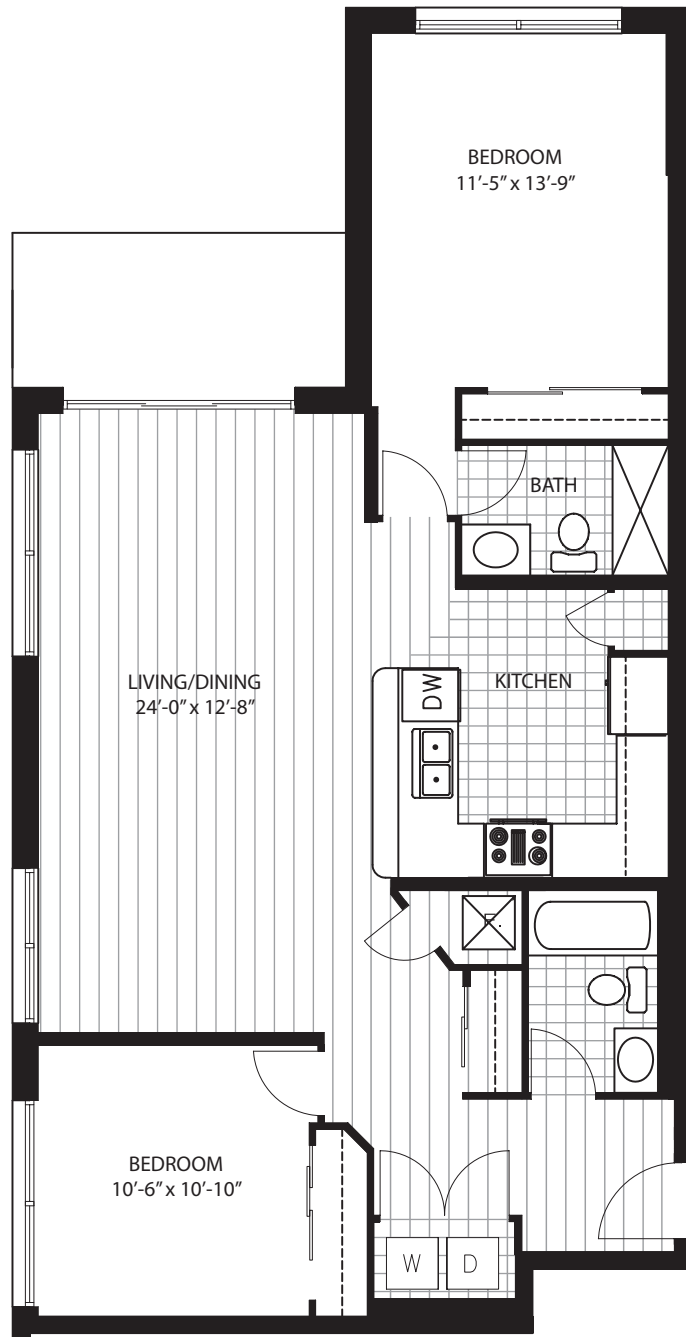 BEDROOM
11’-5” x 13’-9”
BATH
LIVING/DINING
24’-0” x 12’-8”
KITCHEN
DW
F.
BEDROOM
10’-6” x 10’-10”
W
D